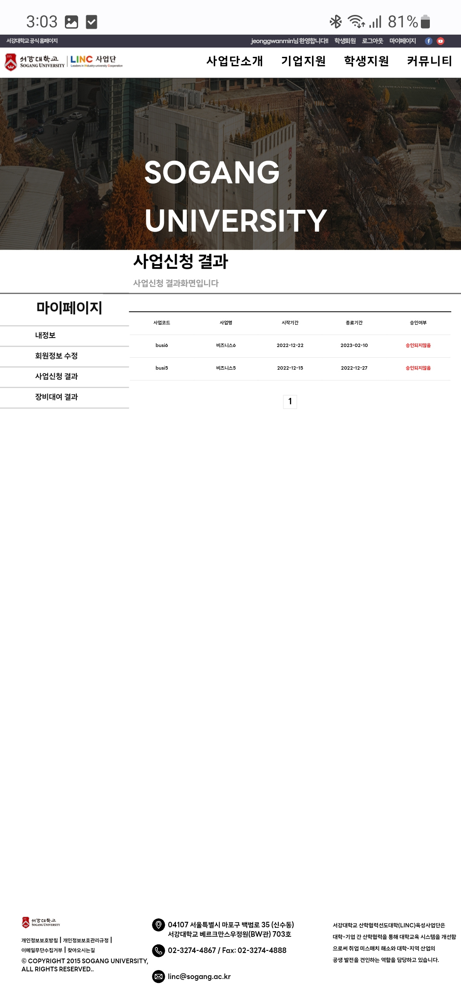 3:03
81%
서강대학교 공식 홈페이지
jeonggwanmin님 환영합니다!! 학생회원 로그아웃 마이페이지
IHS
서강대학교
SOGANG UNIVERSITY
LINC 사업단
Leaders in INdustry-university Cooperation
사업단소개 기업지원 학생지원 커뮤니티
SOGANG
UNIVERSITY
사업신청 결과
사업신청 결과화면입니다
마이페이지
내정보
회원정보 수정
사업신청 결과
장비대여 결과
사업코드 사업명 시작기간 종료기간 승인여부
busi6 비즈니스6 2022-12-22 2023-02-10 승인되지않음
busi5 비즈니스5 2022-12-15 2022-12-27 승인되지않음
1
서강대학교
SOGANG UNIVERSITY
개인정보보호방침 | 개인정보보호관리규정 |
이메일무단수집거부 | 찾아오시는길
© COPYRIGHT 2015 SOGANG UNIVERSITY,
ALL RIGHTS RESERVED..
04107 서울특별시 마포구 백범로 35 (신수동)
서강대학교 베르크만스우정원(BW관) 703호
02-3274-4867 / Fax: 02-3274-4888
linc@sogang.ac.kr
서강대학교 산학협력선도대학(LINC)육성사업단은
대학-기업 간 산학협력을 통해 대학교육 시스템을 개선함
으로써 취업 미스매치 해소와 대학-지역 산업의
공생 발전을 견인하는 역할을 담당하고 있습니다.